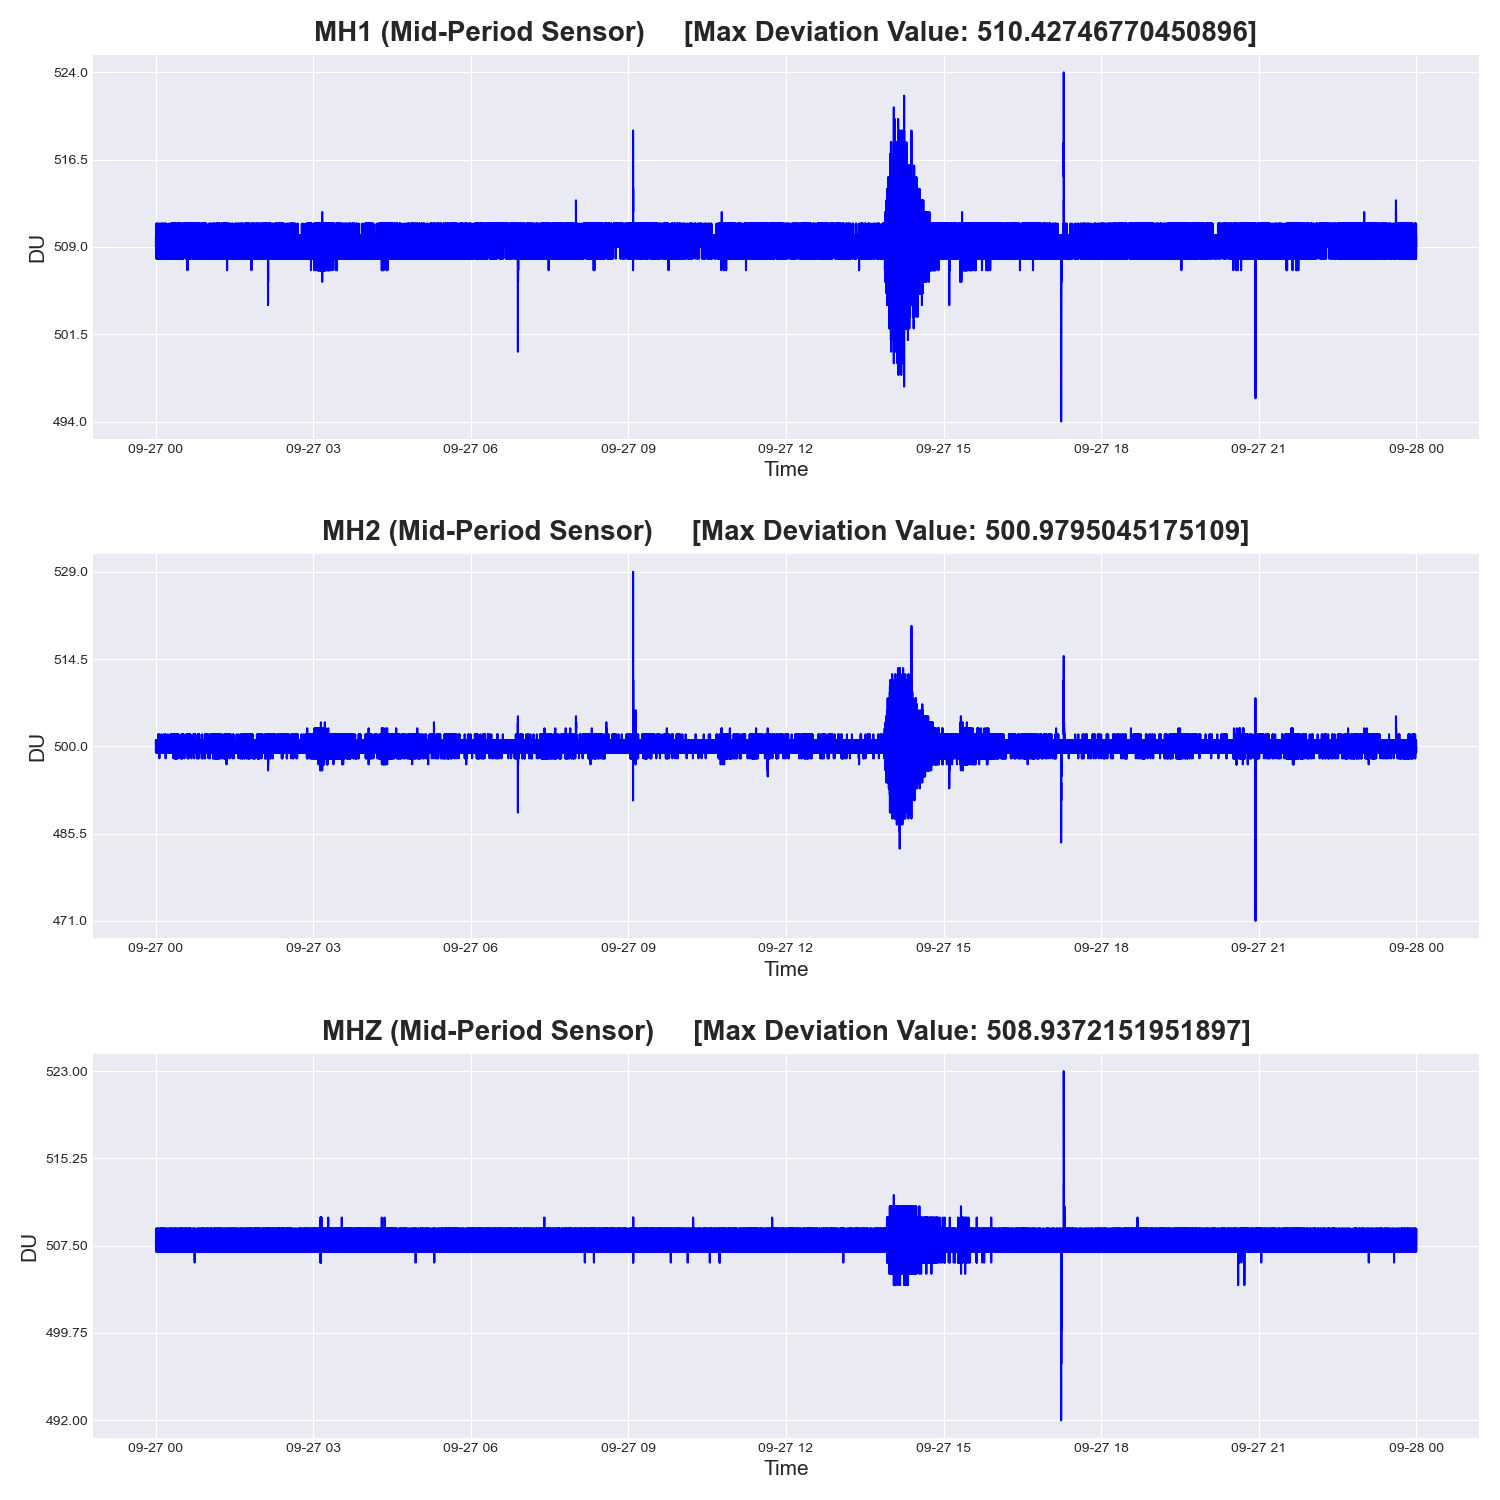 MH1 (Mid-Period Sensor) [Max Deviation Value: 510.42746770450896]
524.0
516.5
509.0
501.5
494.0
DU
09-27 00 09-27 03 09-27 06 09-27 09 09-27 12 09-27 15 09-27 18 09-27 21 09-28 00
Time
MH2 (Mid-Period Sensor) [Max Deviation Value: 500.9795045175109]
529.0
514.5
500.0
485.5
471.0
DU
09-27 00 09-27 03 09-27 06 09-27 09 09-27 12 09-27 15 09-27 18 09-27 21 09-28 00
Time
MHZ (Mid-Period Sensor) [Max Deviation Value: 508.9372151951897]
523.00
515.25
507.50
499.75
492.00
DU
09-27 00 09-27 03 09-27 06 09-27 09 09-27 12 09-27 15 09-27 18 09-27 21 09-28 00
Time